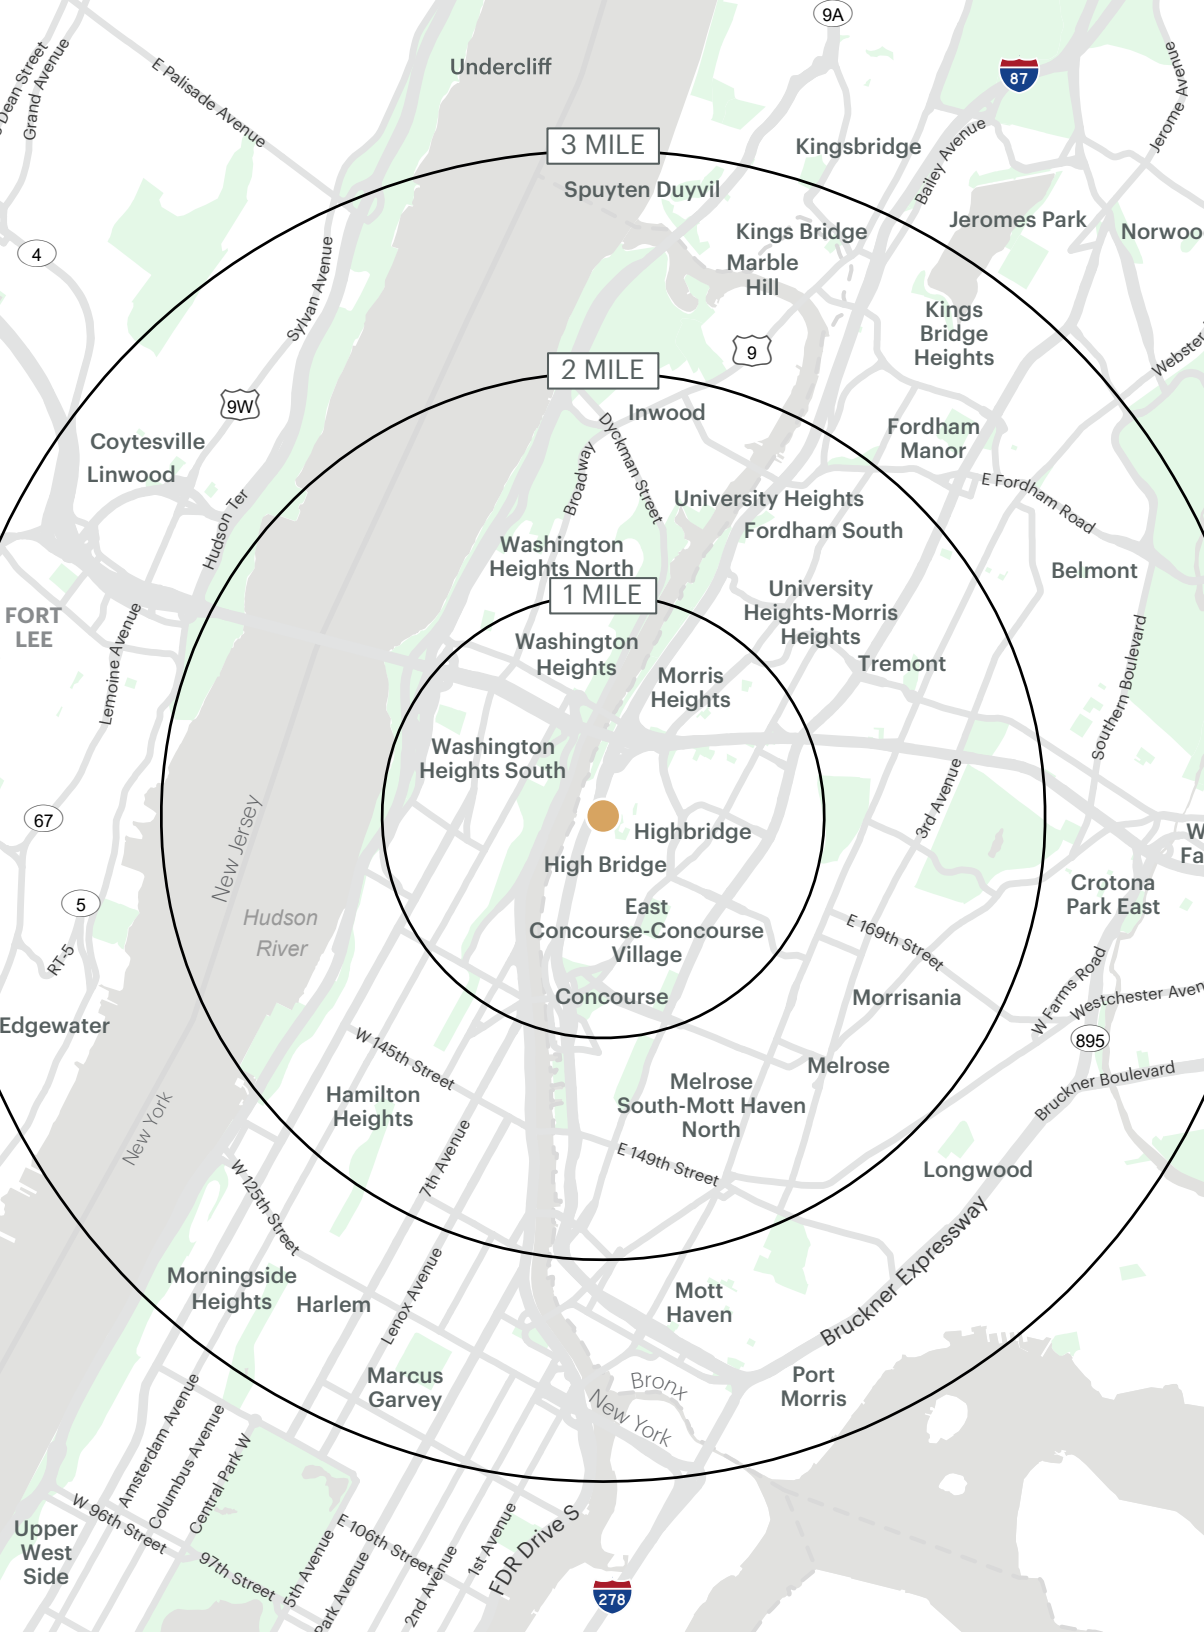 9A
Undercliff
87
S Dean Street
Grand Avenue
E Palisade Avenue
Jerome Avenue
3 MILE
Kingsbridge
Bailey Avenue
Spuyten Duyvil
Jeromes Park
Norwoo
Kings Bridge
4
Sylvan Avenue
Marble
Hill
Kings
Bridge
Heights
Webster
9
2 MILE
9W
Inwood
Dyckman Street
Broadway
Fordham
Manor
Coytesville
Linwood
E Fordham Road
University Heights
Fordham South
Hudson Ter
Washington
Heights North
Belmont
1 MILE
University
Heights-Morris
Heights
FORT
LEE
Lemoine Avenue
Washington
Heights
Tremont
Southern Boulevard
Morris
Heights
Washington
Heights South
3rd Avenue
67
New Jersey
Highbridge
W
Fa
High Bridge
Crotona
Park East
5
Hudson
River
East
Concourse-Concourse
Village
E 169th Street
RT-5
W Farms Road
Concourse
Morrisania
Westchester Aven
Edgewater
895
W 145th Street
Melrose
Bruckner Boulevard
Hamilton
Heights
Melrose
South-Mott Haven
North
New York
7th Avenue
E 149th Street
Longwood
W 125th Street
Bruckner Expressway
Morningside
Heights
Harlem
Lenox Avenue
Mott
Haven
Marcus
Garvey
Bronx
New York
Port
Morris
Amsterdam Avenue
Columbus Avenue
Central Park W
W 96th Street
Upper
West
Side
97th Street
5th Avenue
E 106th Street
Park Avenue
2nd Avenue
1st Avenue
FDR Drive S
278